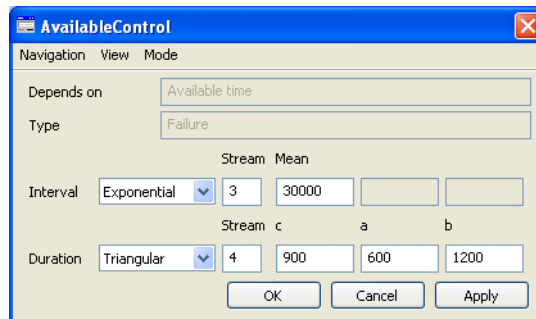 AvailableControl
Navigation View Mode
Depends on Available time
Type Failure
Stream Mean
Interval Exponential 3 30000
Stream c a b
Duration Triangular 4 900 600 1200
OK Cancel Apply